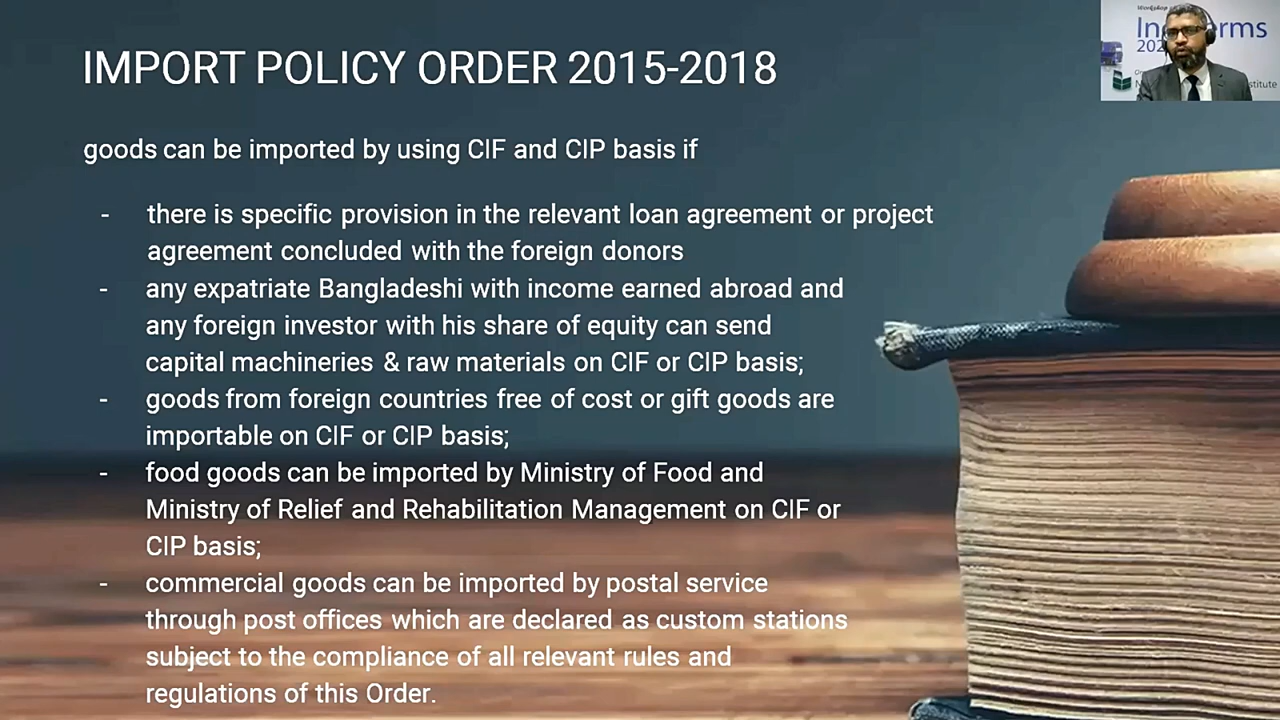 IMPORT POLICY ORDER 2015-2018
goods can be imported by using CIF and CIP basis if
- there is specific provision in the relevant loan agreement or project
agreement concluded with the foreign donors
- any expatriate Bangladeshi with income earned abroad and
any foreign investor with his share of equity can send
capital machineries & raw materials on CIF or CIP basis;
- goods from foreign countries free of cost or gift goods are
importable on CIF or CIP basis;
- food goods can be imported by Ministry of Food and
Ministry of Relief and Rehabilitation Management on CIF or
CIP basis;
- commercial goods can be imported by postal service
through post offices which are declared as custom stations
subject to the compliance of all relevant rules and
regulations of this Order.